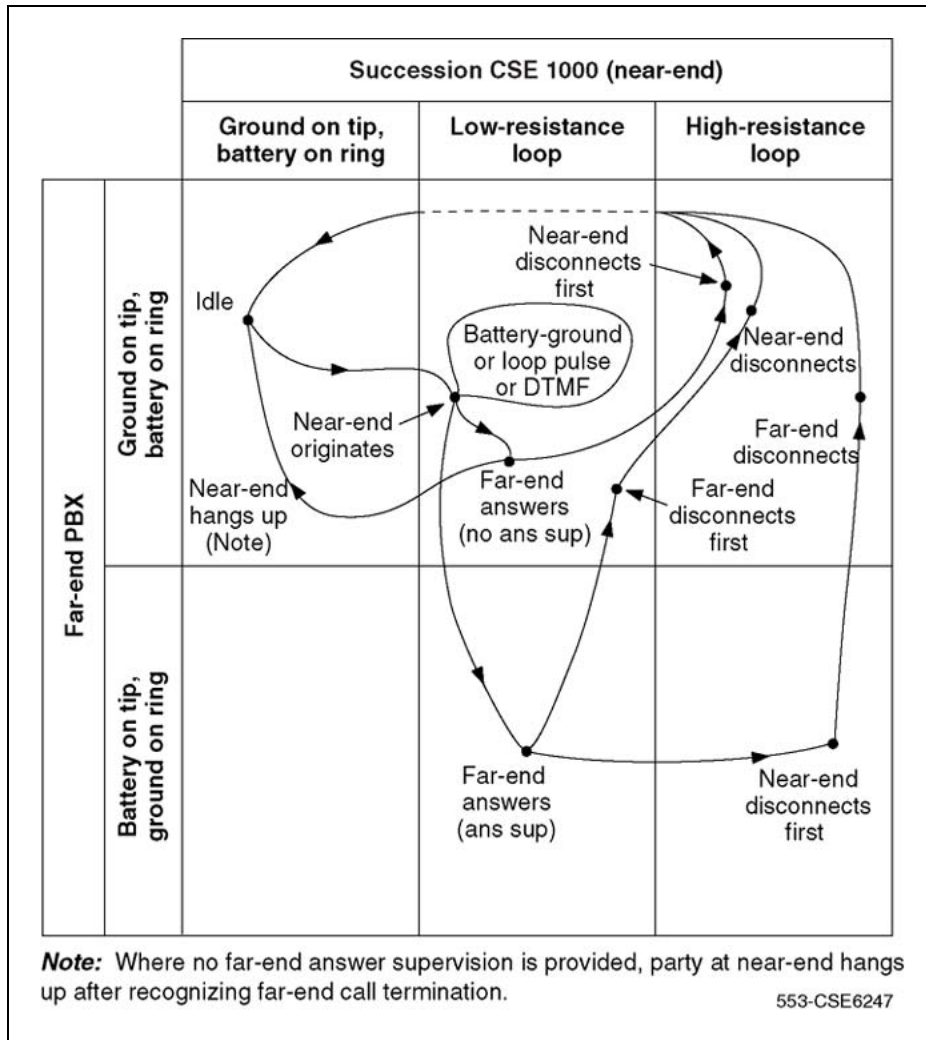 Succession CSE 1000 (near-end)
Ground on tip,
battery on ring
Low-resistance
loop
High-resistance
loop
Far-end PBX
Ground on tip,
battery on ring
Battery on tip,
ground on ring
Idle
Near-end
disconnects
first
Battery-ground
or loop pulse
or DTMF
Near-end
disconnects
Near-end
originates
Far-end
disconnects
Near-end
hangs up
(Note)
Far-end
answers
(no ans sup)
Far-end
disconnects
first
Far-end
answers
(ans sup)
Near-end
disconnects
first
Note: Where no far-end answer supervision is provided, party at near-end hangs
up after recognizing far-end call termination.
553-CSE6247